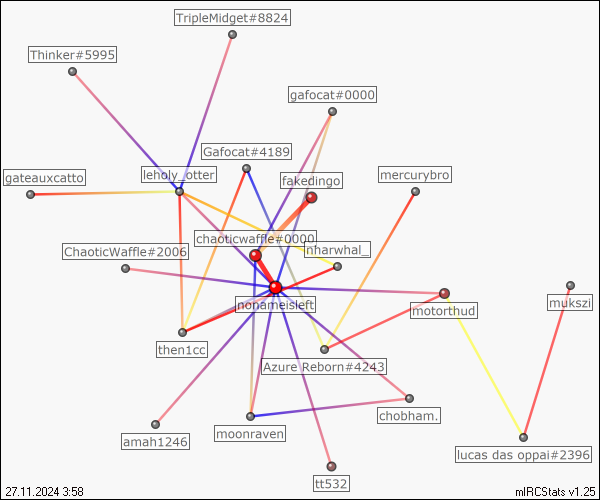 TripleMidget#8824
Thinker#5995
gafocat#0000
Gafocat#4189
gateauxcatto
leholy_otter
fakedingo
mercurybro
chaoticwaffle#0000
ChaoticWaffle#2006
nharwhal_
nonameisleft
motorthud
mukszi
then1cc
Azure Reborn#4243
chobham.
amah1246
moonraven
lucas das oppai#2396
tt532
27.11.2024 3:58
mIRCStats v1.25